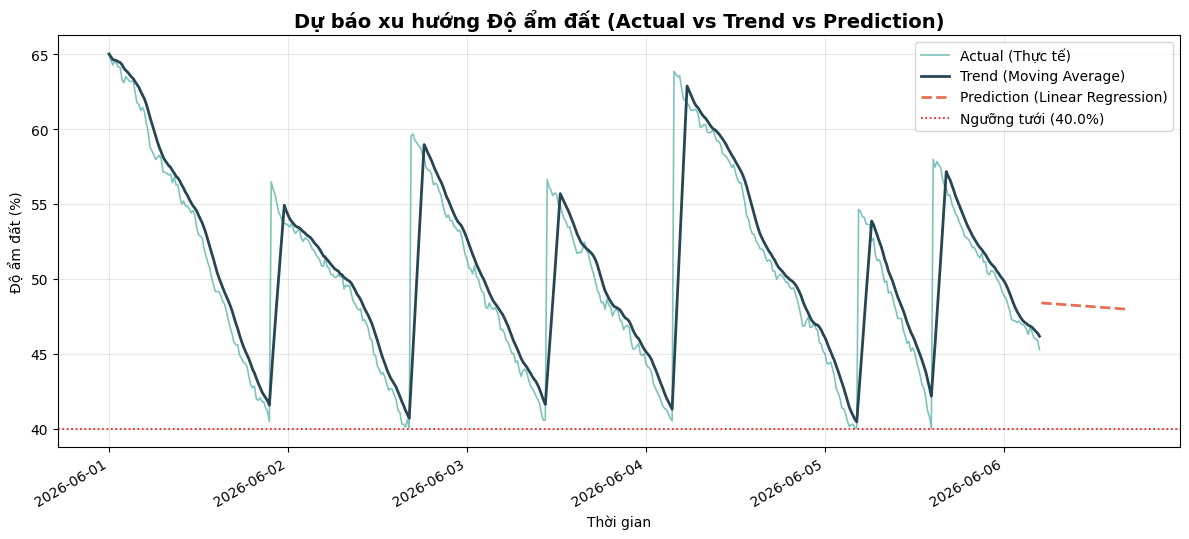 Dự báo xu hướng Độ ẩm đất (Actual vs Trend vs Prediction)
Actual (Thực tế)
Trend (Moving Average)
Prediction (Linear Regression)
Ngưỡng tưới (40.0%)
Độ ẩm đất (%)
65
60
55
50
45
40
2026-06-01
2026-06-02
2026-06-03
2026-06-04
2026-06-05
2026-06-06
Thời gian